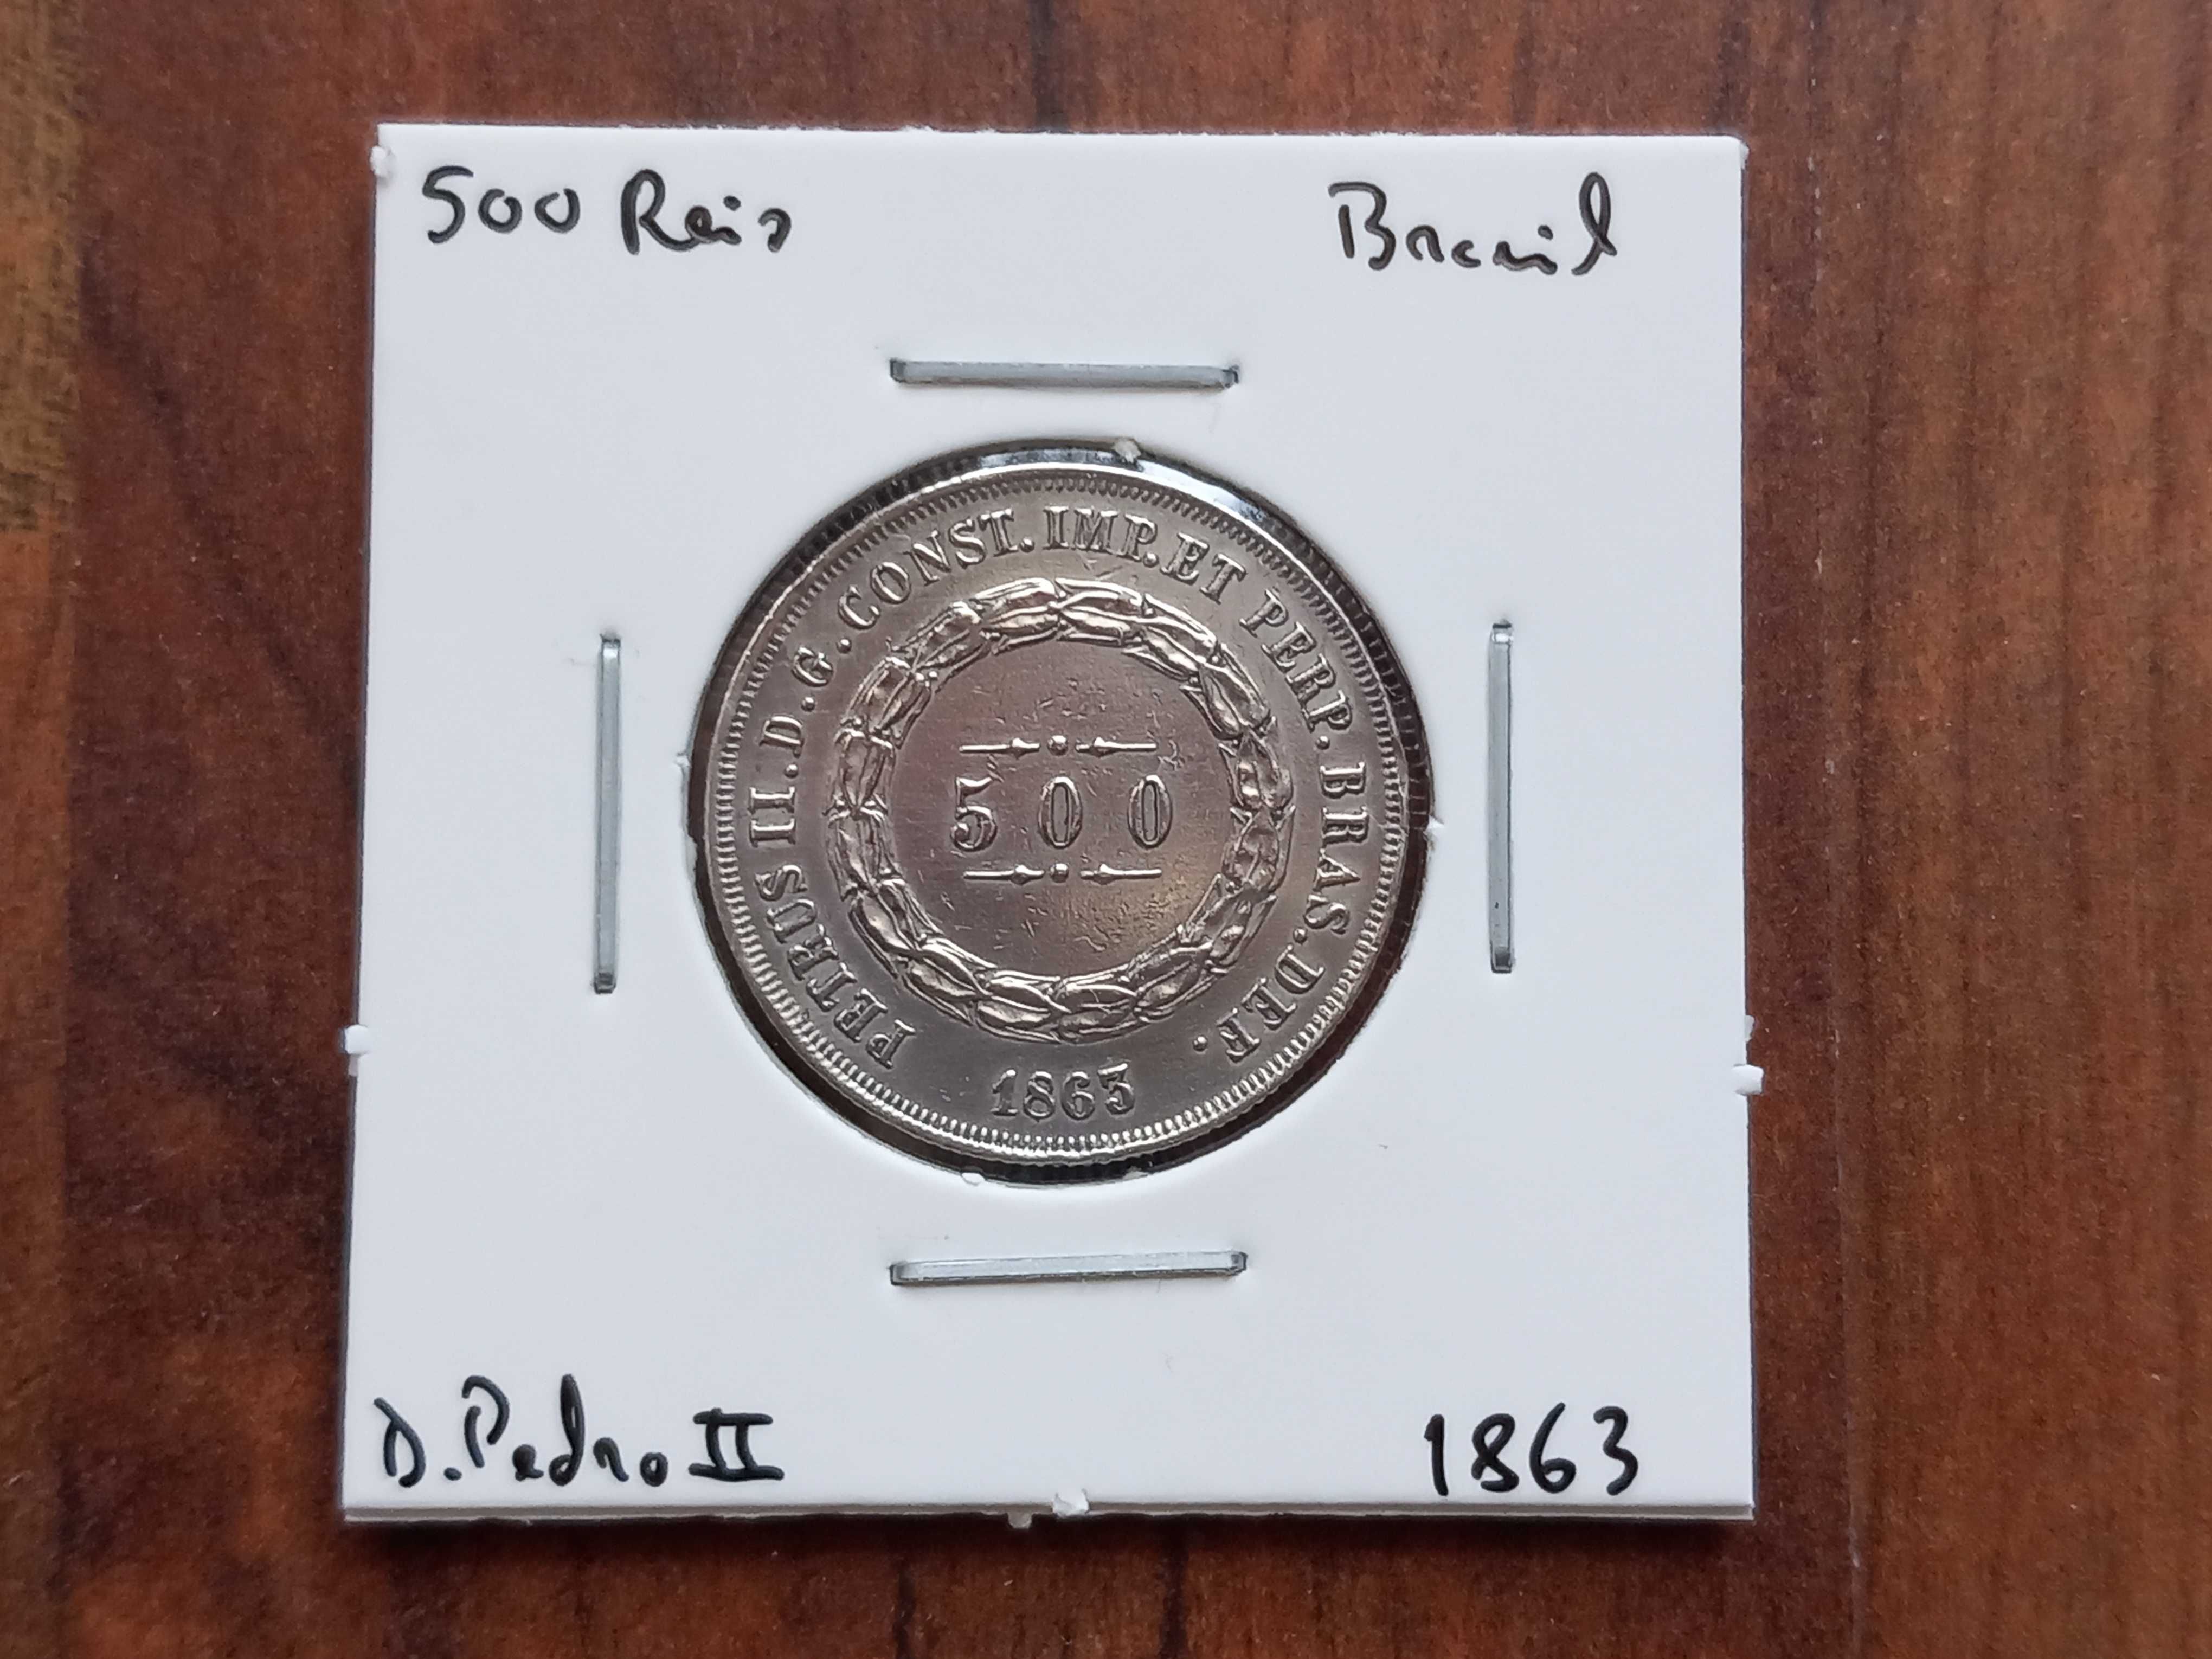 500 Reis
Brasil
PETRUS II. D. G. CONST. IMP. ET PERP. BRAS. DEF.
500
1863
D. Pedro II
1863